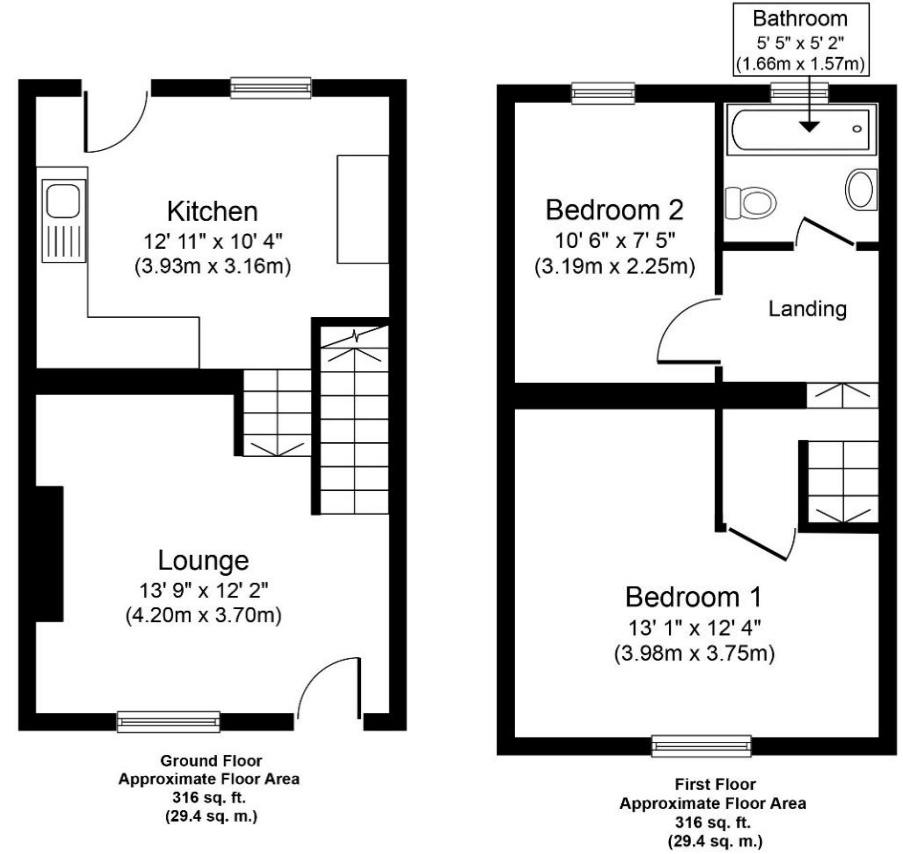 Kitchen
12' 11" x 10' 4"
(3.93m x 3.16m)
Lounge
13' 9" x 12' 2"
(4.20m x 3.70m)
Ground Floor
Approximate Floor Area
316 sq. ft.
(29.4 sq. m.)
Bathroom
5' 5" x 5' 2"
(1.66m x 1.57m)
Bedroom 2
10' 6" x 7' 5"
(3.19m x 2.25m)
Landing
Bedroom 1
13' 1" x 12' 4"
(3.98m x 3.75m)
First Floor
Approximate Floor Area
316 sq. ft.
(29.4 sq. m.)